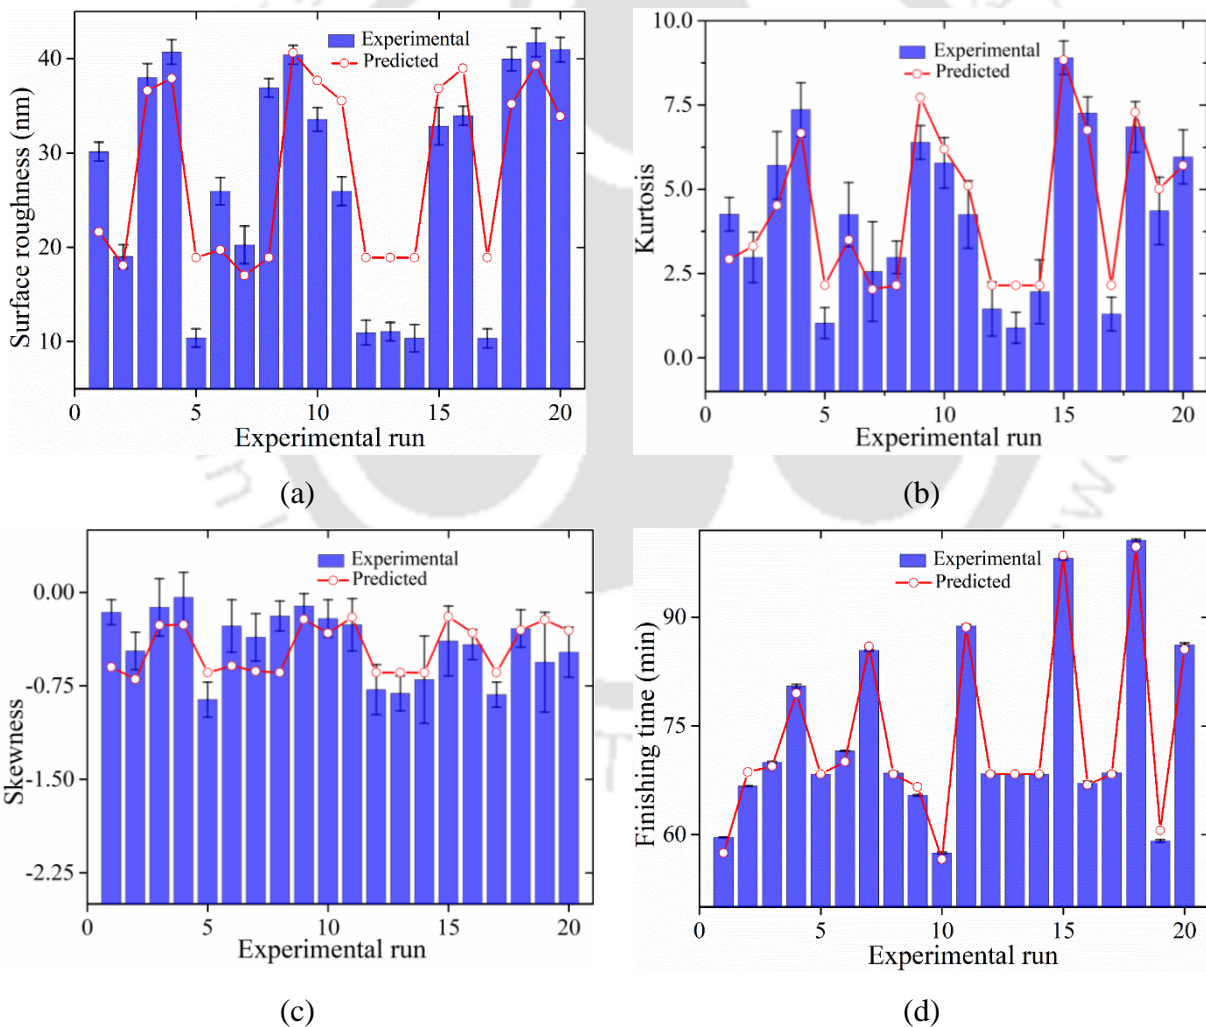 Experimental
Predicted
40
30
20
10
0
5
10
15
20
Surface roughness (nm)
Experimental run
(a)
Experimental
Predicted
10.0
7.5
5.0
2.5
0.0
0
5
10
15
20
Kurtosis
Experimental run
(b)
Experimental
Predicted
0.00
-0.75
-1.50
-2.25
0
5
10
15
20
Skewness
Experimental run
(c)
Experimental
Predicted
90
75
60
0
5
10
15
20
Finishing time (min)
Experimental run
(d)